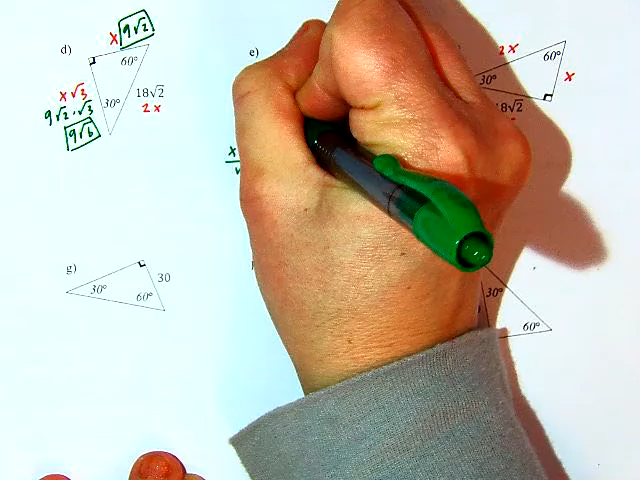 d)
x 9√2
60°
x√3
9√2·√3
9√6
30°
18√2
2x
e)
x
2x
60°
30°
x
18√2
g)
30
30°
60°
30°
60°